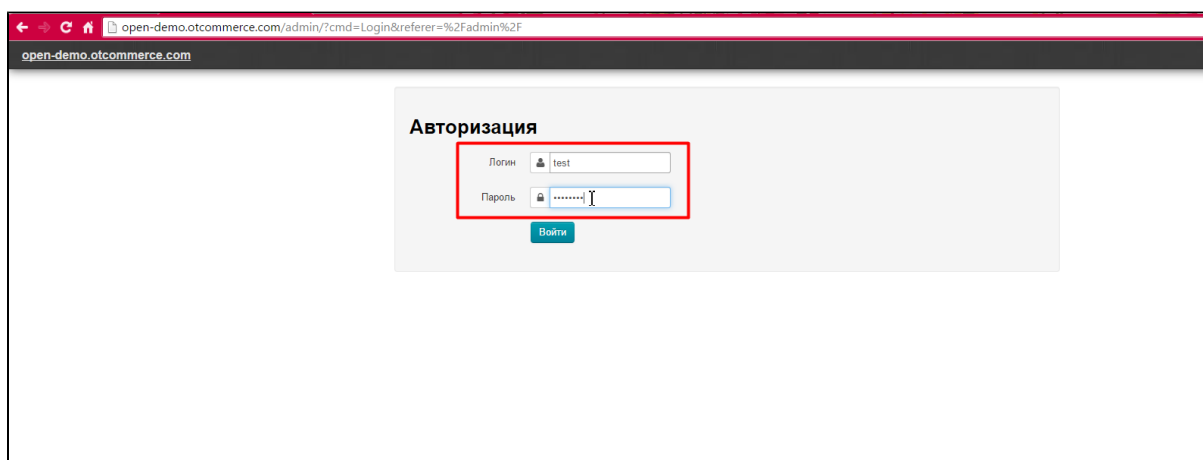 open-demo.otcommerce.com/admin/?cmd=Login&referer=%2Fadmin%2F
open-demo.otcommerce.com
Авторизация
Логин test
Пароль ········
Войти